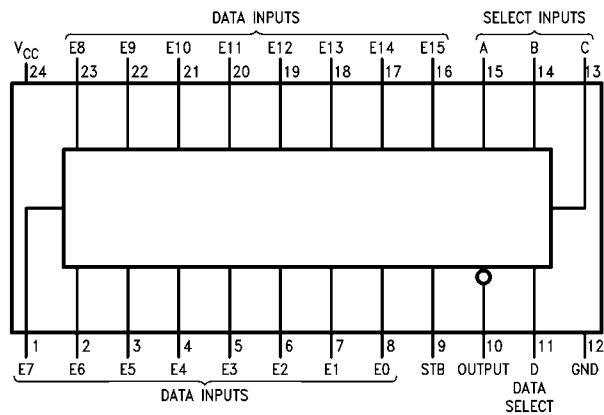 DATA INPUTS SELECT INPUTS
VCC E8 E9 E10 E11 E12 E13 E14 E15 A B C
24 23 22 21 20 19 18 17 16 15 14 13
1 2 3 4 5 6 7 8 9 10 11 12
E7 E6 E5 E4 E3 E2 E1 E0 STB OUTPUT D GND
DATA INPUTS DATA
SELECT